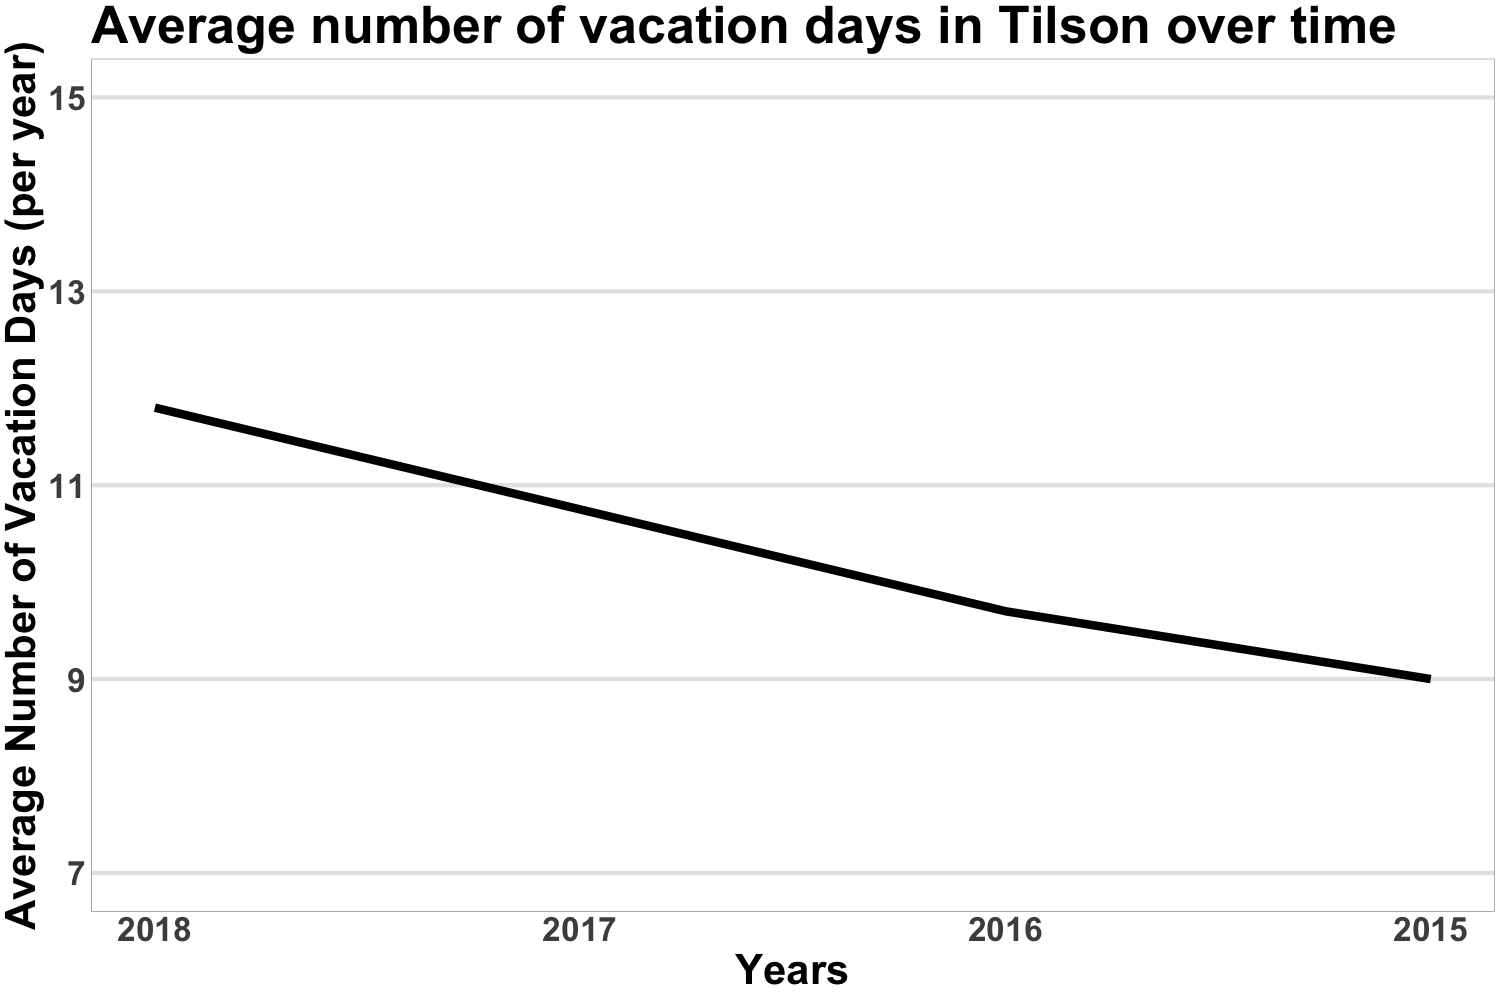 Average number of vacation days in Tilson over time
Average Number of Vacation Days (per year)
15
13
11
9
7
2018 2017 2016 2015
Years